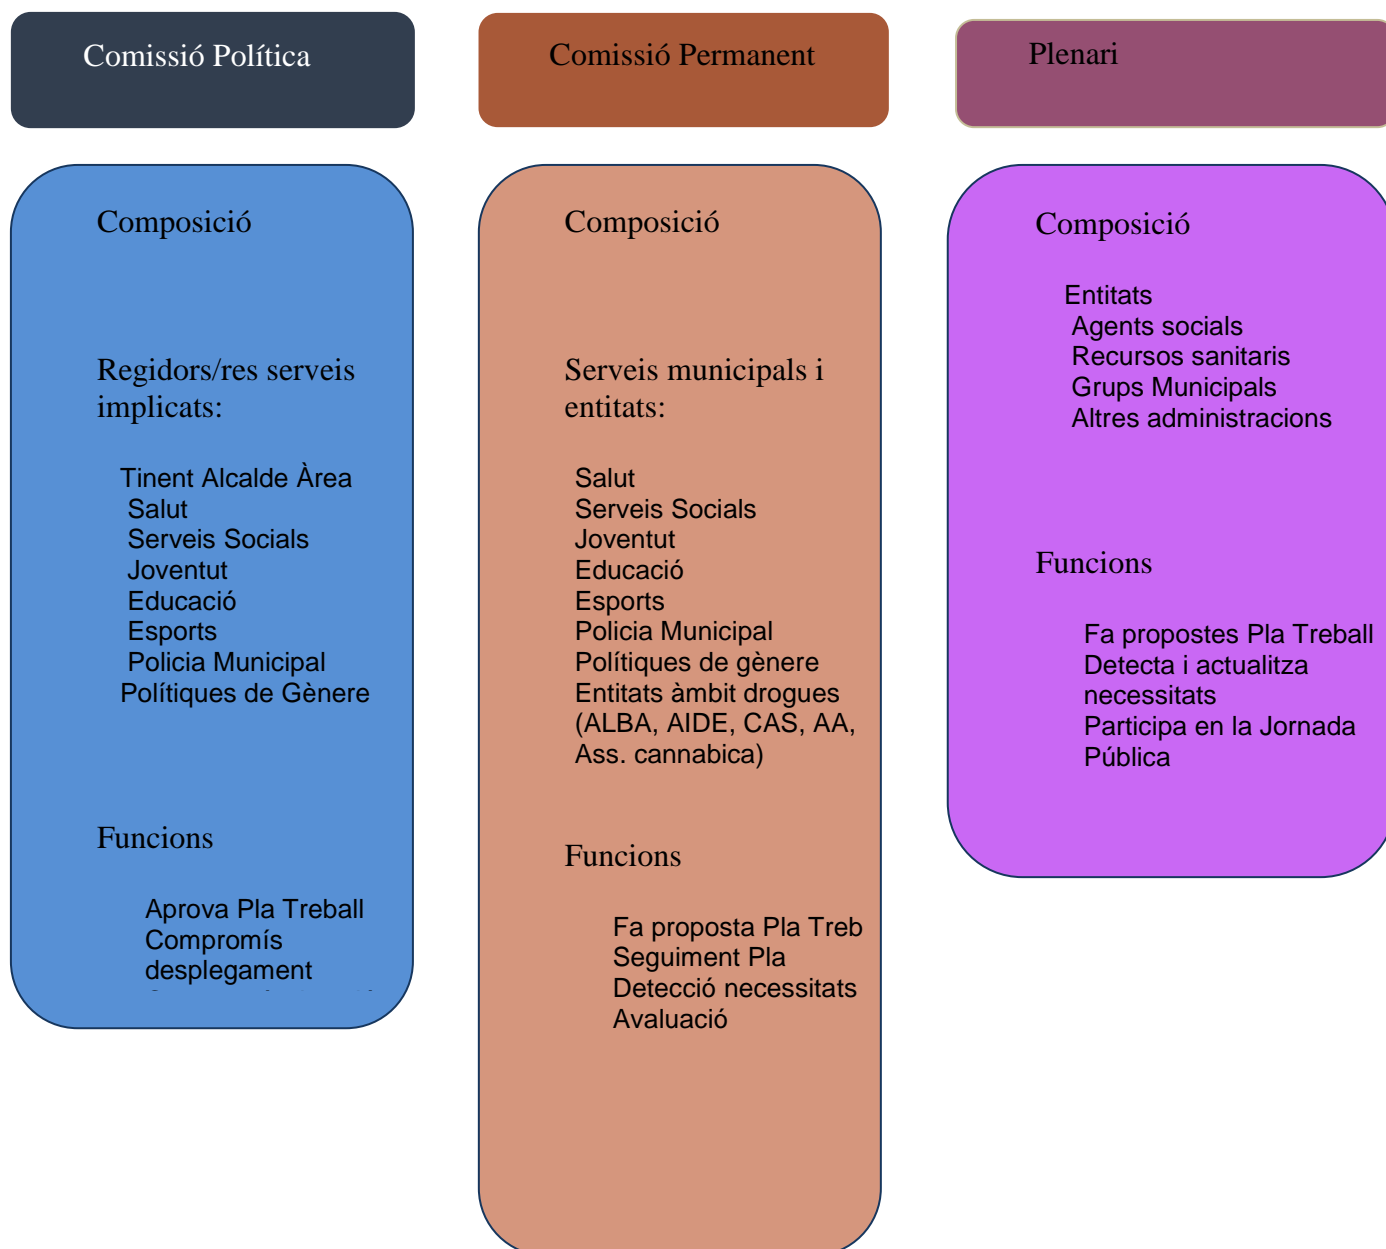 Comissió Política
Composició
Regidors/res serveis
implicats:
Tinent Alcalde Àrea
Salut
Serveis Socials
Joventut
Educació
Esports
Policia Municipal
Polítiques de Gènere
Funcions
Aprova Pla Treball
Compromís
desplegament
Comissió Permanent
Composició
Serveis municipals i
entitats:
Salut
Serveis Socials
Joventut
Educació
Esports
Policia Municipal
Polítiques de gènere
Entitats àmbit drogues
(ALBA, AIDE, CAS, AA,
Ass. cannabica)
Funcions
Fa proposta Pla Treb
Seguiment Pla
Detecció necessitats
Avaluació
Plenari
Composició
Entitats
Agents socials
Recursos sanitaris
Grups Municipals
Altres administracions
Funcions
Fa propostes Pla Treball
Detecta i actualitza
necessitats
Participa en la Jornada
Pública